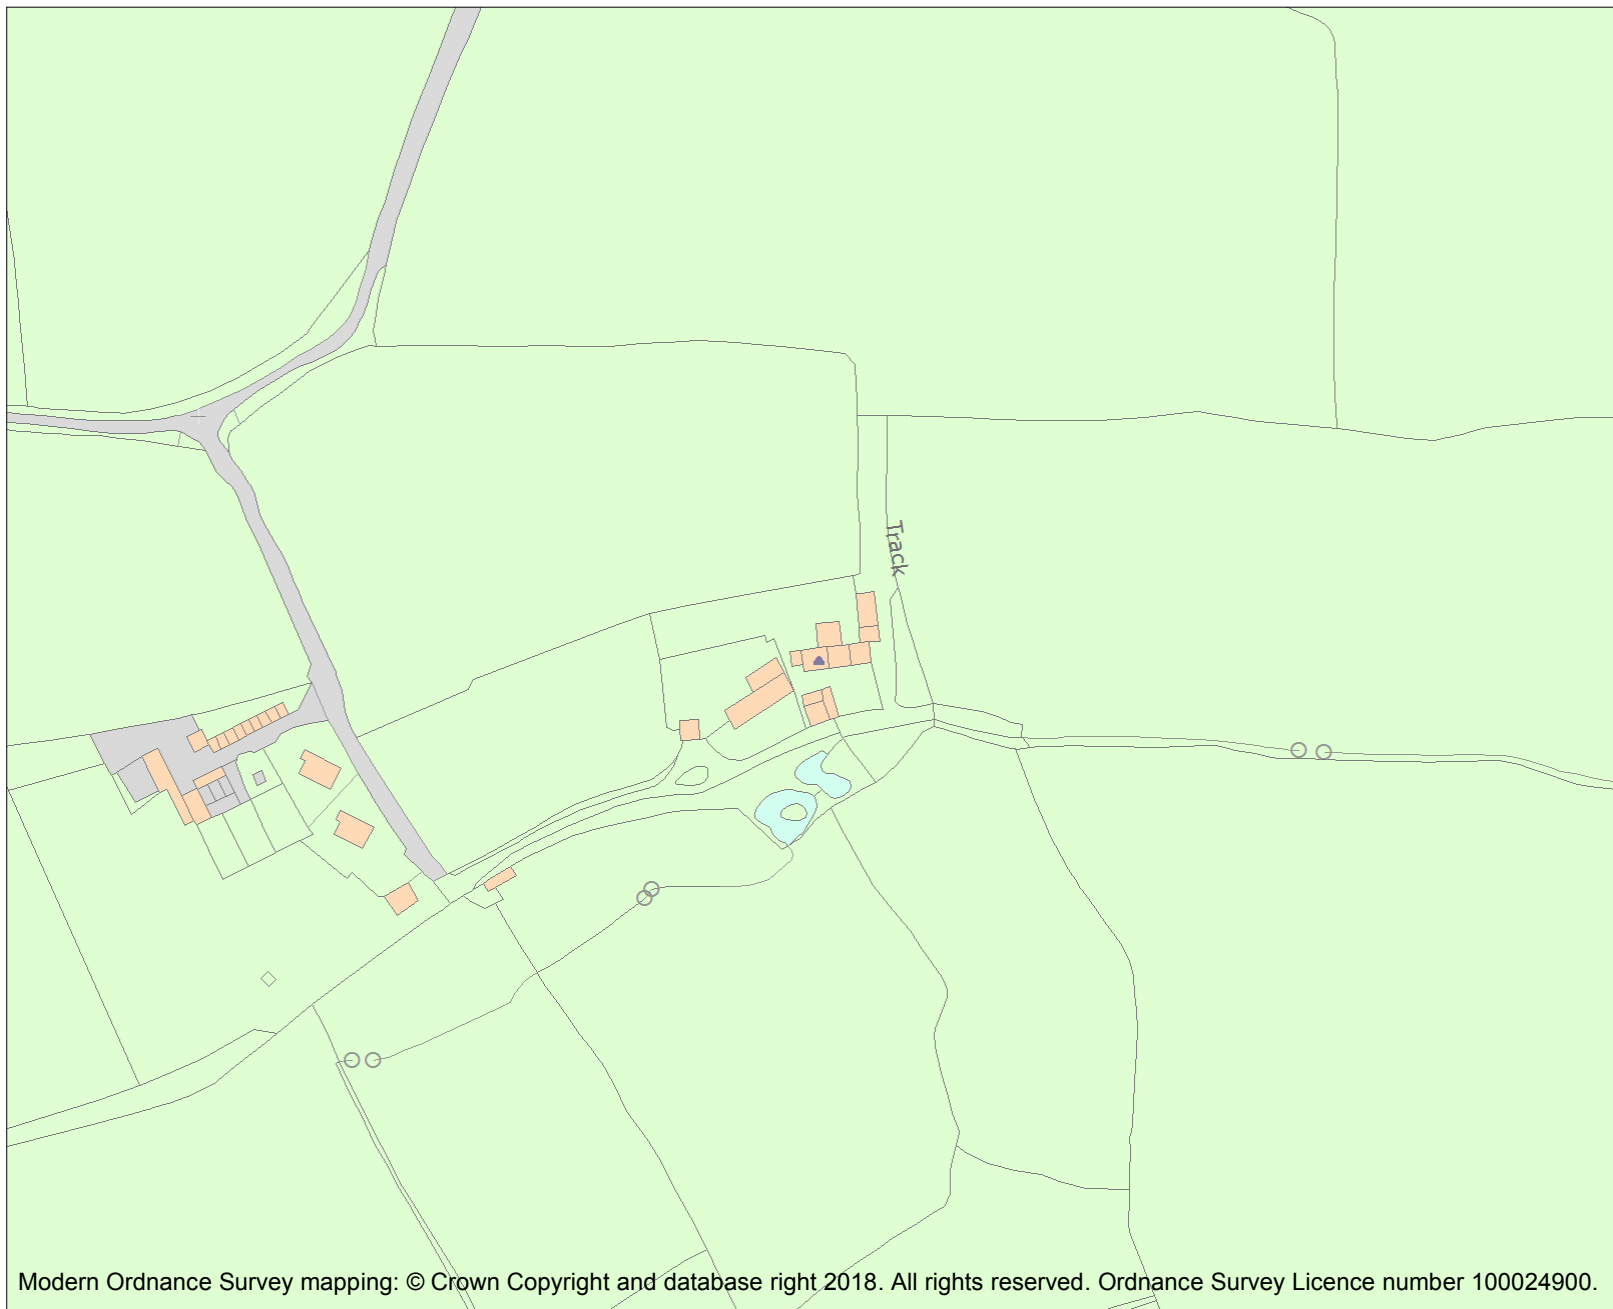 Track
Modern Ordnance Survey mapping: © Crown Copyright and database right 2018. All rights reserved. Ordnance Survey Licence number 100024900.